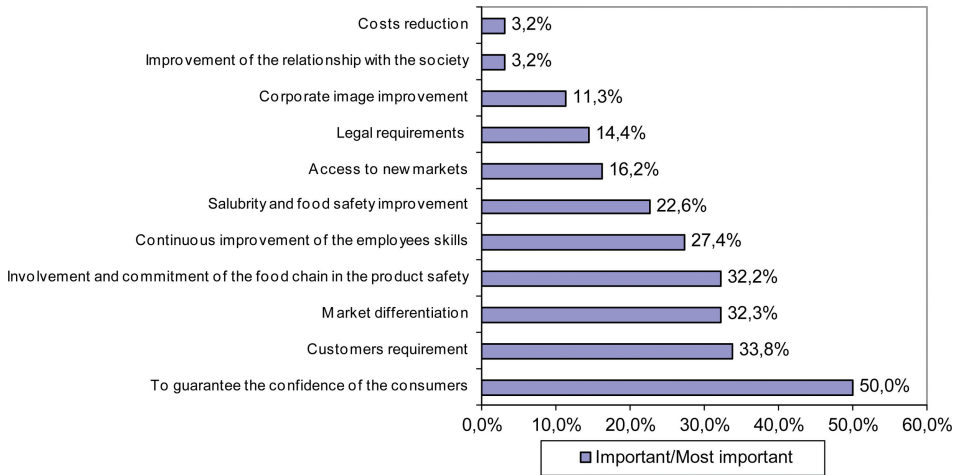 Costs reduction 3,2%
Improvement of the relationship with the society 3,2%
Corporate image improvement 11,3%
Legal requirements 14,4%
Access to new markets 16,2%
Salubrity and food safety improvement 22,6%
Continuous improvement of the employees skills 27,4%
Involvement and commitment of the food chain in the product safety 32,2%
Market differentiation 32,3%
Customers requirement 33,8%
To guarantee the confidence of the consumers 50,0%
0,0% 10,0% 20,0% 30,0% 40,0% 50,0% 60,0%
Important/Most important